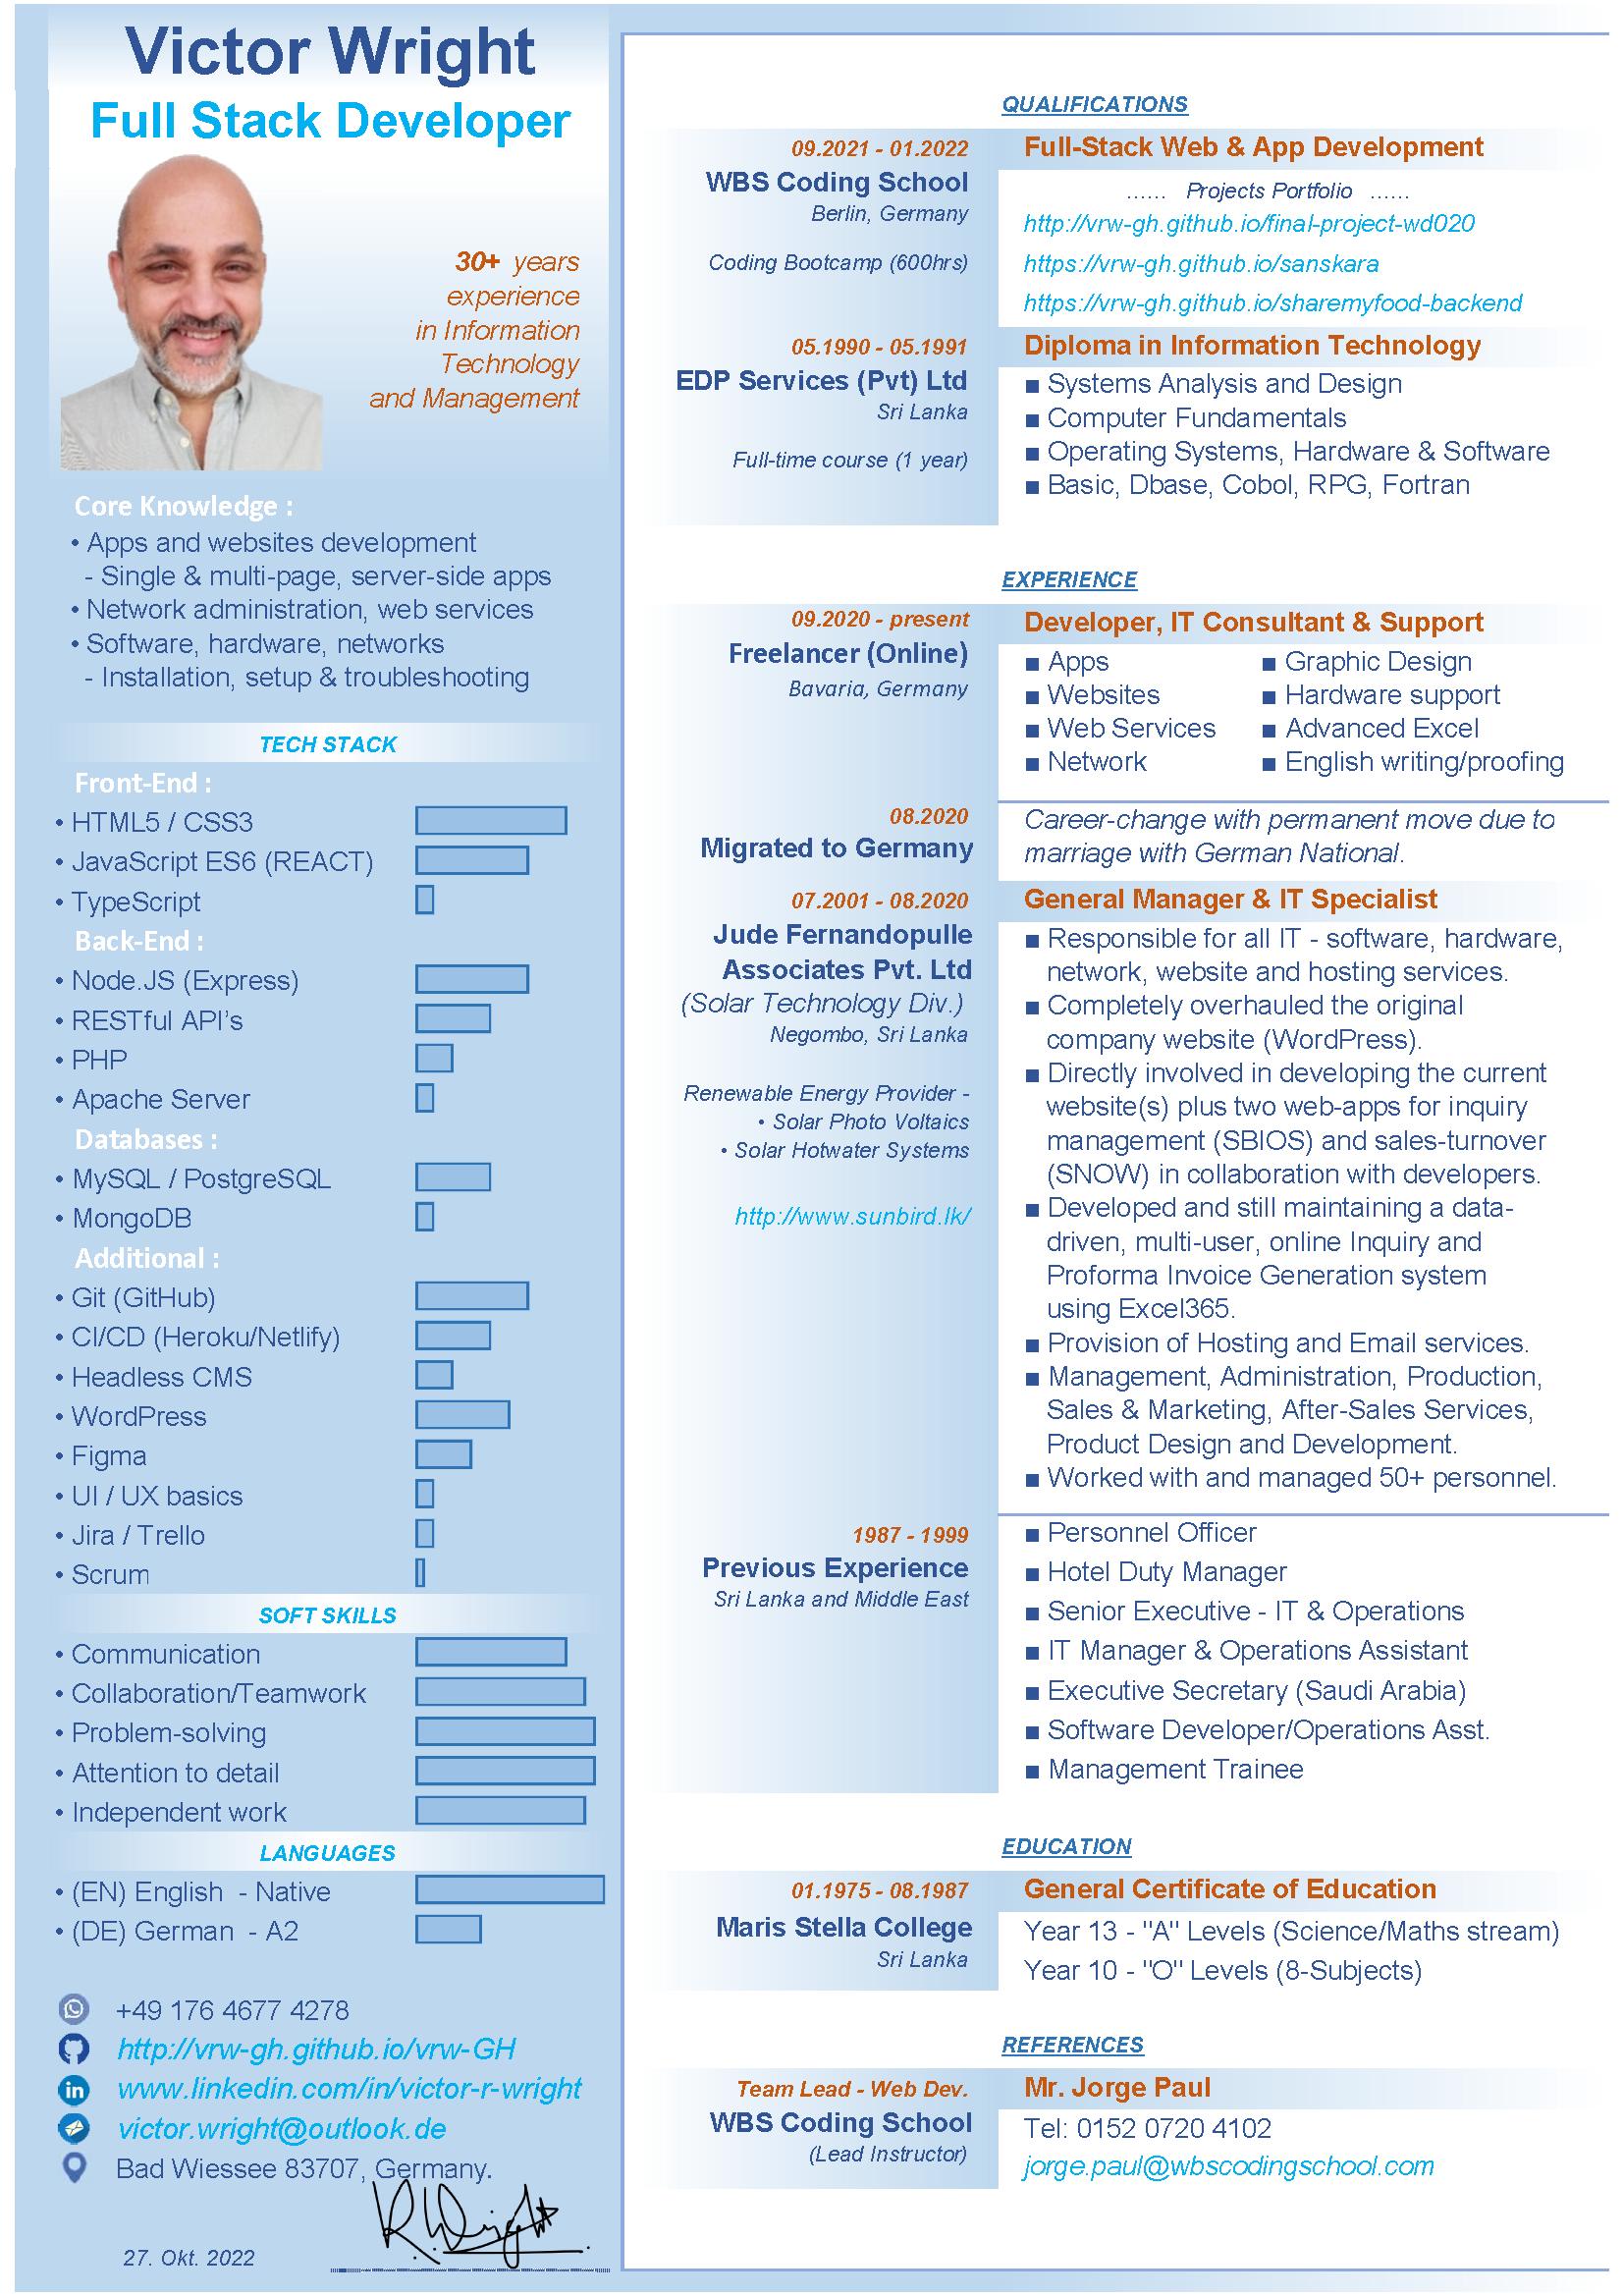 Victor Wright
Full Stack Developer
30+ years
experience
in Information
Technology
and Management
Core Knowledge :
• Apps and websites development
- Single & multi-page, server-side apps
• Network administration, web services
• Software, hardware, networks
- Installation, setup & troubleshooting
TECH STACK
Front-End :
• HTML5 / CSS3
• JavaScript ES6 (REACT)
• TypeScript
Back-End :
• Node.JS (Express)
• RESTful API's
• PHP
• Apache Server
Databases :
• MySQL / PostgreSQL
• MongoDB
Additional :
• Git (GitHub)
• CI/CD (Heroku/Netlify)
• Headless CMS
• WordPress
• Figma
• UI / UX basics
• Jira / Trello
• Scrum
SOFT SKILLS
• Communication
• Collaboration/Teamwork
• Problem-solving
• Attention to detail
• Independent work
LANGUAGES
• (EN) English - Native
• (DE) German - A2
+49 176 4677 4278
http://vrw-gh.github.io/vrw-GH
www.linkedin.com/in/victor-r-wright
victor.wright@outlook.de
Bad Wiessee 83707, Germany.
R.Wright
27. Okt. 2022
QUALIFICATIONS
09.2021 - 01.2022
WBS Coding School
Berlin, Germany
Coding Bootcamp (600hrs)
Full-Stack Web & App Development
...... Projects Portfolio ......
http://vrw-gh.github.io/final-project-wd020
https://vrw-gh.github.io/sanskara
https://vrw-gh.github.io/sharemyfood-backend
05.1990 - 05.1991
EDP Services (Pvt) Ltd
Sri Lanka
Full-time course (1 year)
Diploma in Information Technology
■ Systems Analysis and Design
■ Computer Fundamentals
■ Operating Systems, Hardware & Software
■ Basic, Dbase, Cobol, RPG, Fortran
EXPERIENCE
09.2020 - present
Freelancer (Online)
Bavaria, Germany
Developer, IT Consultant & Support
■ Apps ■ Graphic Design
■ Websites ■ Hardware support
■ Web Services ■ Advanced Excel
■ Network ■ English writing/proofing
08.2020
Migrated to Germany
Career-change with permanent move due to
marriage with German National.
07.2001 - 08.2020
Jude Fernandopulle
Associates Pvt. Ltd
(Solar Technology Div.)
Negombo, Sri Lanka
Renewable Energy Provider -
• Solar Photo Voltaics
• Solar Hotwater Systems
http://www.sunbird.lk/
General Manager & IT Specialist
■ Responsible for all IT - software, hardware,
network, website and hosting services.
■ Completely overhauled the original
company website (WordPress).
■ Directly involved in developing the current
website(s) plus two web-apps for inquiry
management (SBIOS) and sales-turnover
(SNOW) in collaboration with developers.
■ Developed and still maintaining a data-
driven, multi-user, online Inquiry and
Proforma Invoice Generation system
using Excel365.
■ Provision of Hosting and Email services.
■ Management, Administration, Production,
Sales & Marketing, After-Sales Services,
Product Design and Development.
■ Worked with and managed 50+ personnel.
1987 - 1999
Previous Experience
Sri Lanka and Middle East
■ Personnel Officer
■ Hotel Duty Manager
■ Senior Executive - IT & Operations
■ IT Manager & Operations Assistant
■ Executive Secretary (Saudi Arabia)
■ Software Developer/Operations Asst.
■ Management Trainee
EDUCATION
01.1975 - 08.1987
Maris Stella College
Sri Lanka
General Certificate of Education
Year 13 - "A" Levels (Science/Maths stream)
Year 10 - "O" Levels (8-Subjects)
REFERENCES
Team Lead - Web Dev.
WBS Coding School
(Lead Instructor)
Mr. Jorge Paul
Tel: 0152 0720 4102
jorge.paul@wbscodingschool.com